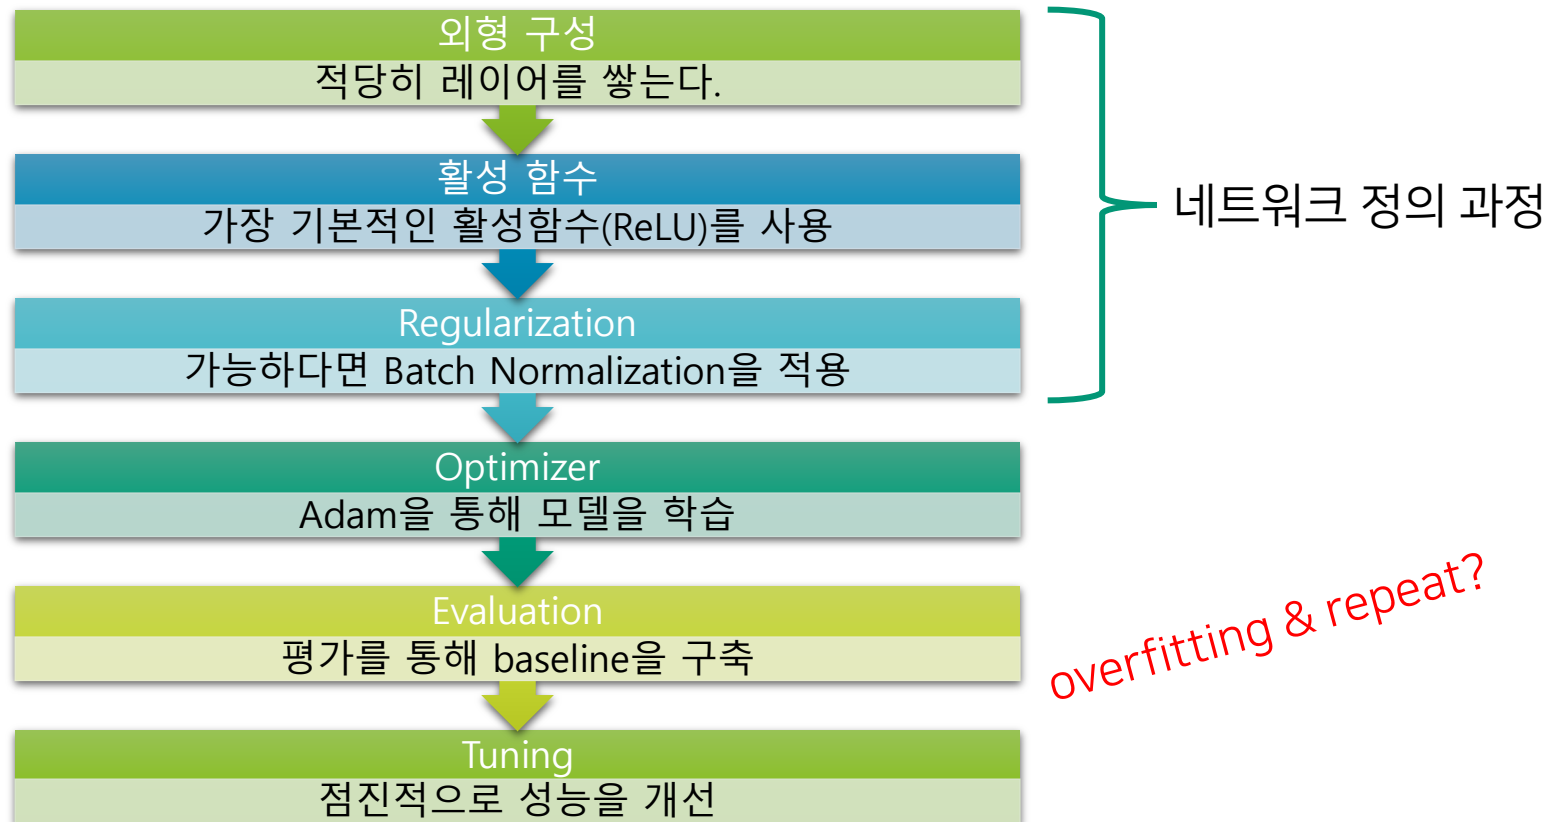 외형 구성
적당히 레이어를 쌓는다.
활성 함수
가장 기본적인 활성함수(ReLU)를 사용
Regularization
가능하다면 Batch Normalization을 적용
네트워크 정의 과정
Optimizer
Adam을 통해 모델을 학습
Evaluation
평가를 통해 baseline을 구축
overfitting & repeat?
Tuning
점진적으로 성능을 개선